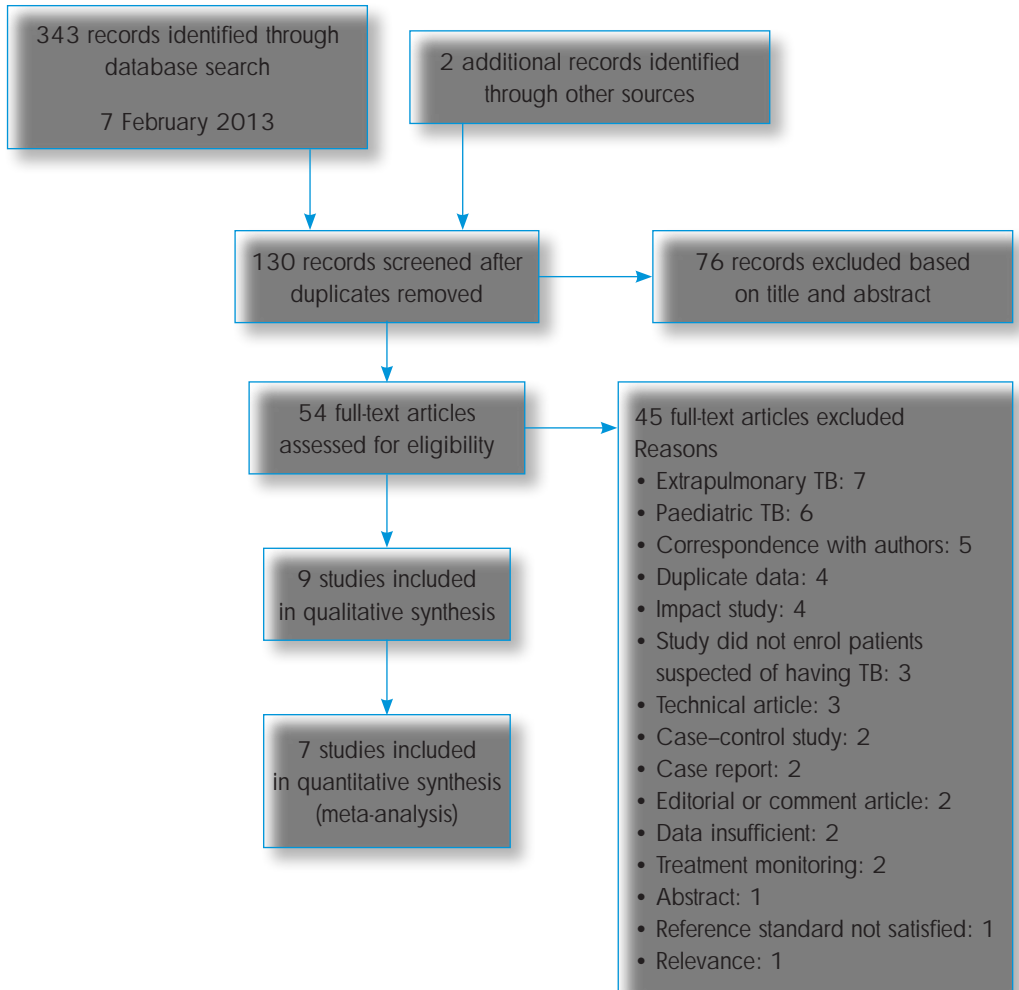 343 records identified through
database search
7 February 2013
2 additional records identified
through other sources
130 records screened after
duplicates removed
76 records excluded based
on title and abstract
54 full-text articles
assessed for eligibility
45 full-text articles excluded
Reasons
• Extrapulmonary TB: 7
• Paediatric TB: 6
• Correspondence with authors: 5
• Duplicate data: 4
• Impact study: 4
• Study did not enrol patients
suspected of having TB: 3
• Technical article: 3
• Case–control study: 2
• Case report: 2
• Editorial or comment article: 2
• Data insufficient: 2
• Treatment monitoring: 2
• Abstract: 1
• Reference standard not satisfied: 1
• Relevance: 1
9 studies included
in qualitative synthesis
7 studies included
in quantitative synthesis
(meta-analysis)